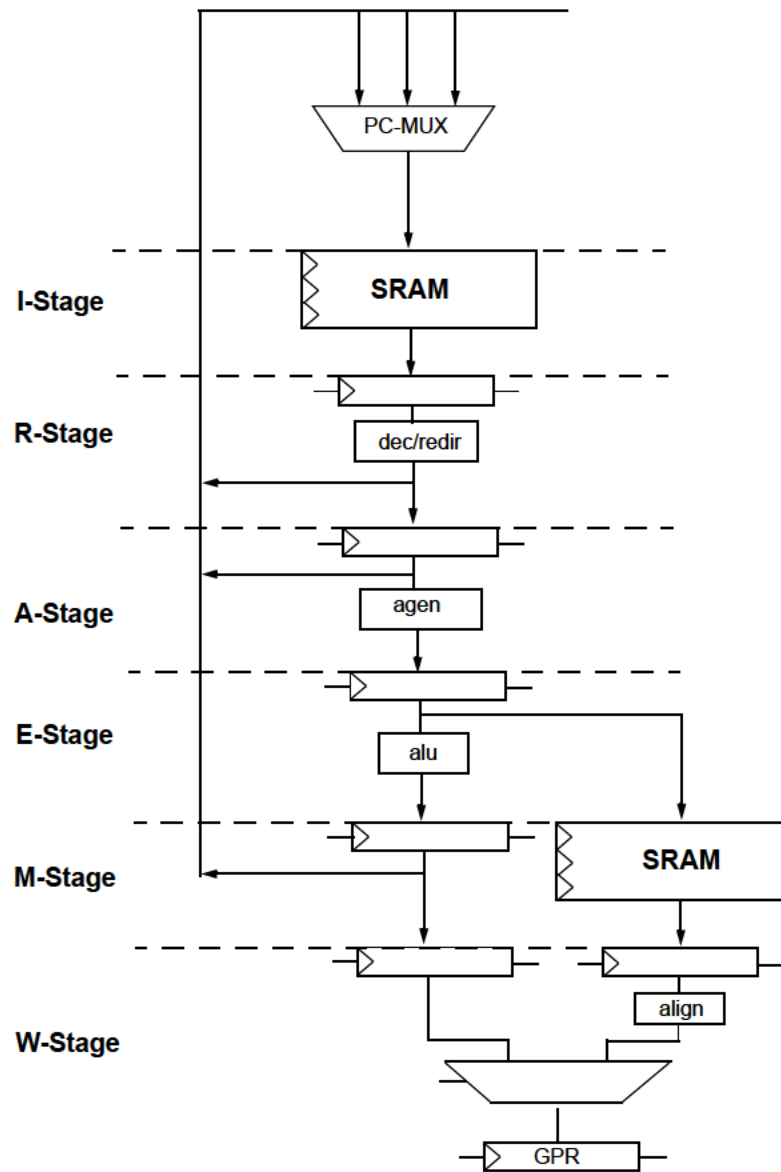 PC-MUX
I-Stage
SRAM
R-Stage
dec/redir
A-Stage
agen
E-Stage
alu
M-Stage
SRAM
align
W-Stage
GPR